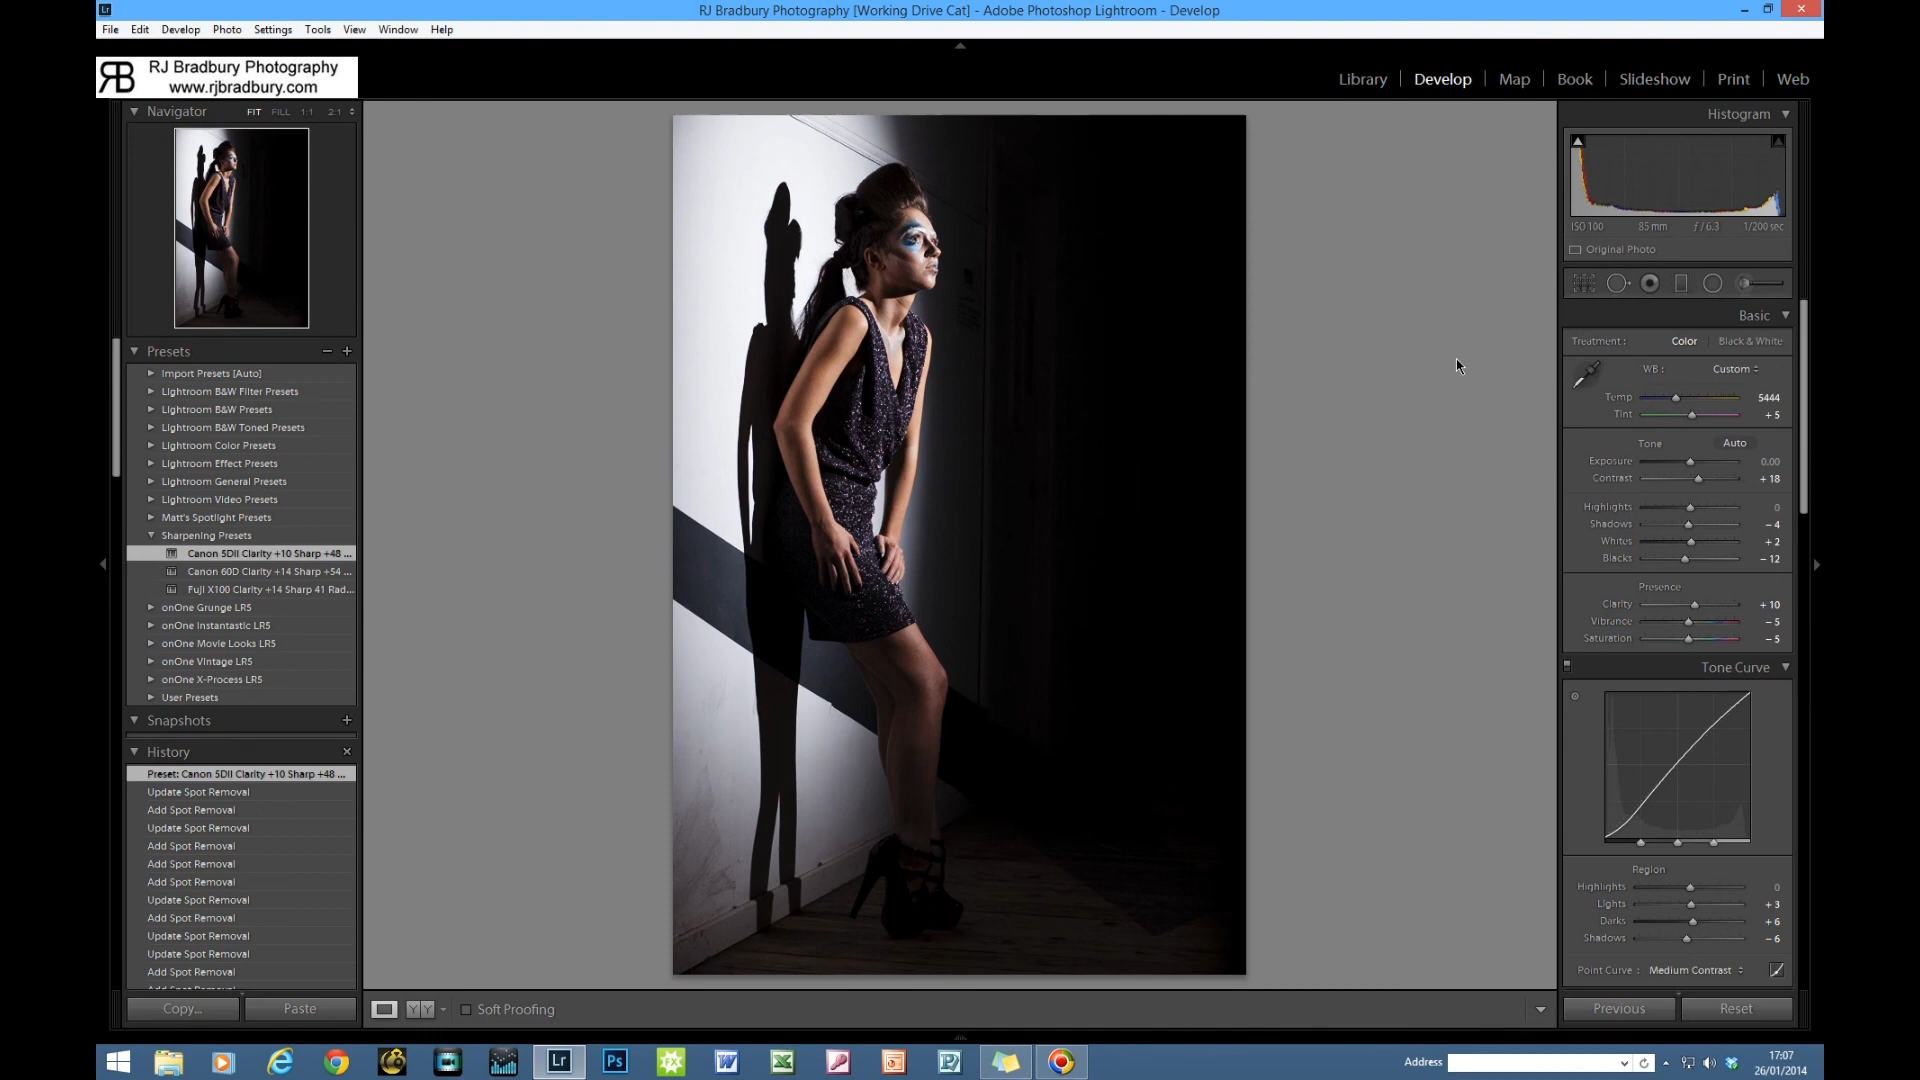 RJ Bradbury Photography [Working Drive Cat] - Adobe Photoshop Lightroom - Develop
File Edit Develop Photo Settings Tools View Window Help
RB RJ Bradbury Photography
www.rjbradbury.com
Library Develop Map Book Slideshow Print Web
Navigator FIT FILL 1:1 2:1
Presets
Import Presets [Auto]
Lightroom B&W Filter Presets
Lightroom B&W Presets
Lightroom B&W Toned Presets
Lightroom Color Presets
Lightroom Effect Presets
Lightroom General Presets
Lightroom Video Presets
Matt's Spotlight Presets
Sharpening Presets
Canon 5DII Clarity +10 Sharp +48 ...
Canon 60D Clarity +14 Sharp +54 ...
Fuji X100 Clarity +14 Sharp 41 Rad...
onOne Grunge LR5
onOne Instantastic LR5
onOne Movie Looks LR5
onOne Vintage LR5
onOne X-Process LR5
User Presets
Snapshots
History
Preset: Canon 5DII Clarity +10 Sharp +48 ...
Update Spot Removal
Add Spot Removal
Update Spot Removal
Add Spot Removal
Add Spot Removal
Add Spot Removal
Update Spot Removal
Add Spot Removal
Update Spot Removal
Update Spot Removal
Add Spot Removal
Copy... Paste
YY Soft Proofing
Histogram
ISO 100 85 mm ƒ / 6.3 1/200 sec
Original Photo
Basic
Treatment : Color Black & White
WB : Custom
Temp 5444
Tint + 5
Tone Auto
Exposure 0.00
Contrast + 18
Highlights 0
Shadows - 4
Whites + 2
Blacks - 12
Presence
Clarity + 10
Vibrance - 5
Saturation - 5
Tone Curve
Region
Highlights 0
Lights + 3
Darks + 6
Shadows - 6
Point Curve : Medium Contrast
Previous Reset
Lr Ps FX Address 17:07
26/01/2014